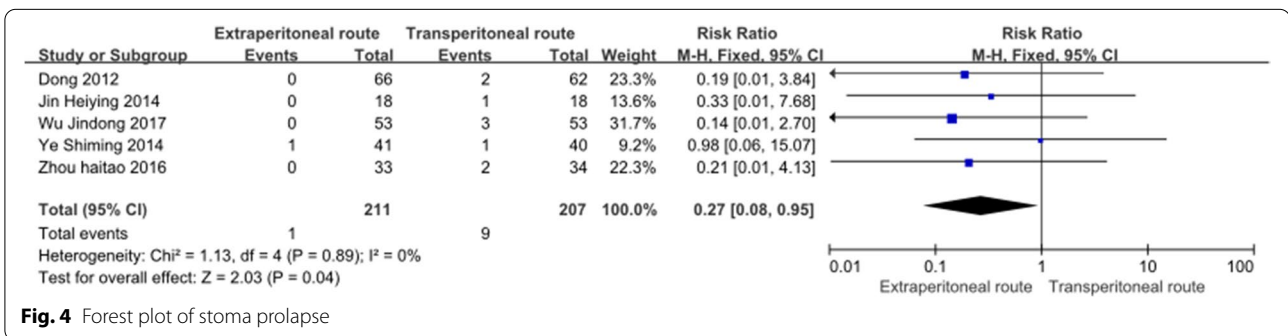 Extraperitoneal route Transperitoneal route Risk Ratio Risk Ratio
Study or Subgroup Events Total Events Total Weight M-H, Fixed, 95% CI M-H, Fixed, 95% CI
Dong 2012 0 66 2 62 23.3% 0.19 [0.01, 3.84]
Jin Heiying 2014 0 18 1 18 13.6% 0.33 [0.01, 7.68]
Wu Jindong 2017 0 53 3 53 31.7% 0.14 [0.01, 2.70]
Ye Shiming 2014 1 41 1 40 9.2% 0.98 [0.06, 15.07]
Zhou haitao 2016 0 33 2 34 22.3% 0.21 [0.01, 4.13]
Total (95% CI) 211 207 100.0% 0.27 [0.08, 0.95]
Total events 1 9
Heterogeneity: Chi² = 1.13, df = 4 (P = 0.89); I² = 0%
Test for overall effect: Z = 2.03 (P = 0.04)
0.01 0.1 1 10 100
Extraperitoneal route Transperitoneal route
Fig. 4 Forest plot of stoma prolapse